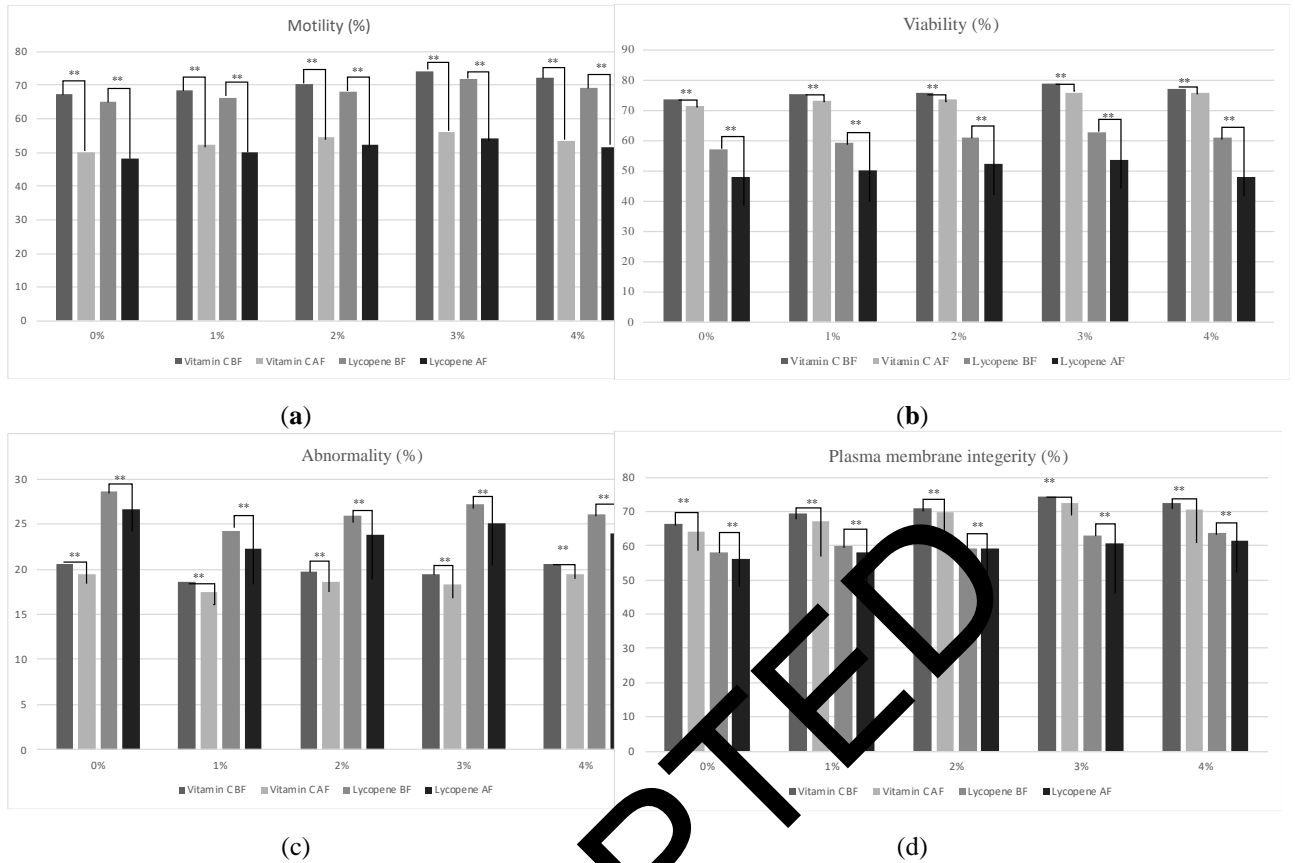 Motility (%)
80
70
60
50
40
30
20
10
0
** ** ** ** ** ** ** ** ** **
0% 1% 2% 3% 4%
Vitamin C BF Vitamin C AF Lycopene BF Lycopene AF
(a)
Viability (%)
90
80
70
60
50
40
30
20
10
0
** ** ** ** ** ** ** ** ** **
0% 1% 2% 3% 4%
Vitamin C BF Vitamin C AF Lycopene BF Lycopene AF
(b)
Abnormality (%)
30
25
20
15
10
5
0
** ** ** ** ** ** ** ** ** **
0% 1% 2% 3% 4%
Vitamin C BF Vitamin C AF Lycopene BF Lycopene AF
(c)
Plasma membrane integerity (%)
80
70
60
50
40
30
20
10
0
** ** ** ** ** ** ** ** ** **
0% 1% 2% 3% 4%
Vitamin C BF Vitamin C AF Lycopene BF Lycopene AF
(d)
PTED